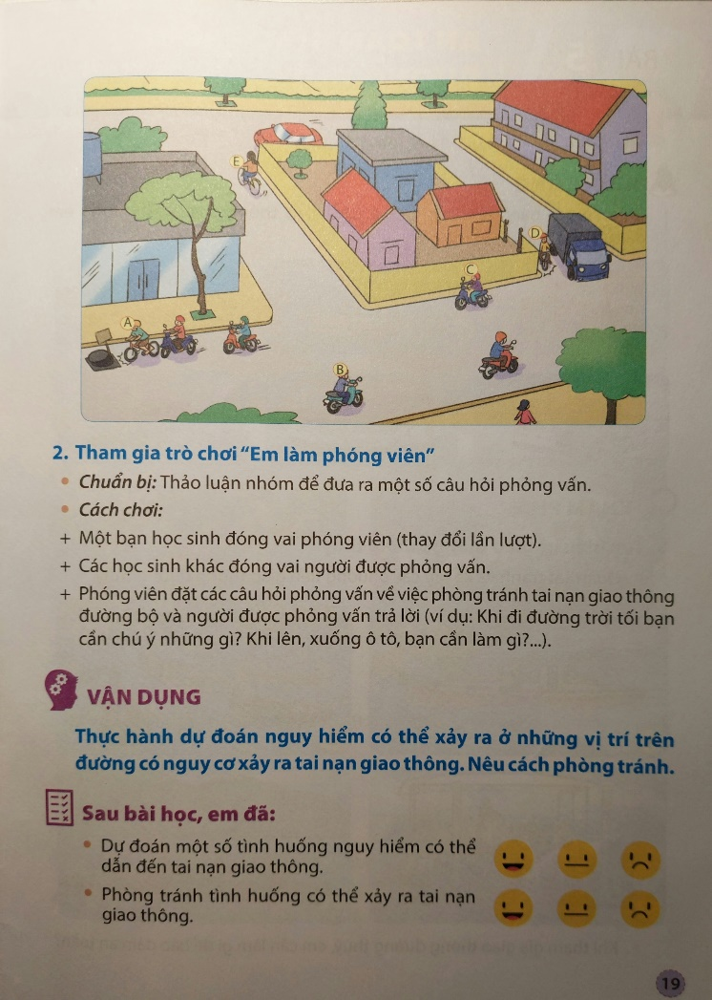 E
D
C
A
B
2. Tham gia trò chơi “Em làm phóng viên”
• Chuẩn bị: Thảo luận nhóm để đưa ra một số câu hỏi phỏng vấn.
• Cách chơi:
+ Một bạn học sinh đóng vai phóng viên (thay đổi lần lượt).
+ Các học sinh khác đóng vai người được phỏng vấn.
+ Phóng viên đặt các câu hỏi phỏng vấn về việc phòng tránh tai nạn giao thông
đường bộ và người được phỏng vấn trả lời (ví dụ: Khi đi đường trời tối bạn
cần chú ý những gì? Khi lên, xuống ô tô, bạn cần làm gì?...).
VẬN DỤNG
Thực hành dự đoán nguy hiểm có thể xảy ra ở những vị trí trên
đường có nguy cơ xảy ra tai nạn giao thông. Nêu cách phòng tránh.
Sau bài học, em đã:
• Dự đoán một số tình huống nguy hiểm có thể
dẫn đến tai nạn giao thông.
• Phòng tránh tình huống có thể xảy ra tai nạn
giao thông.
19